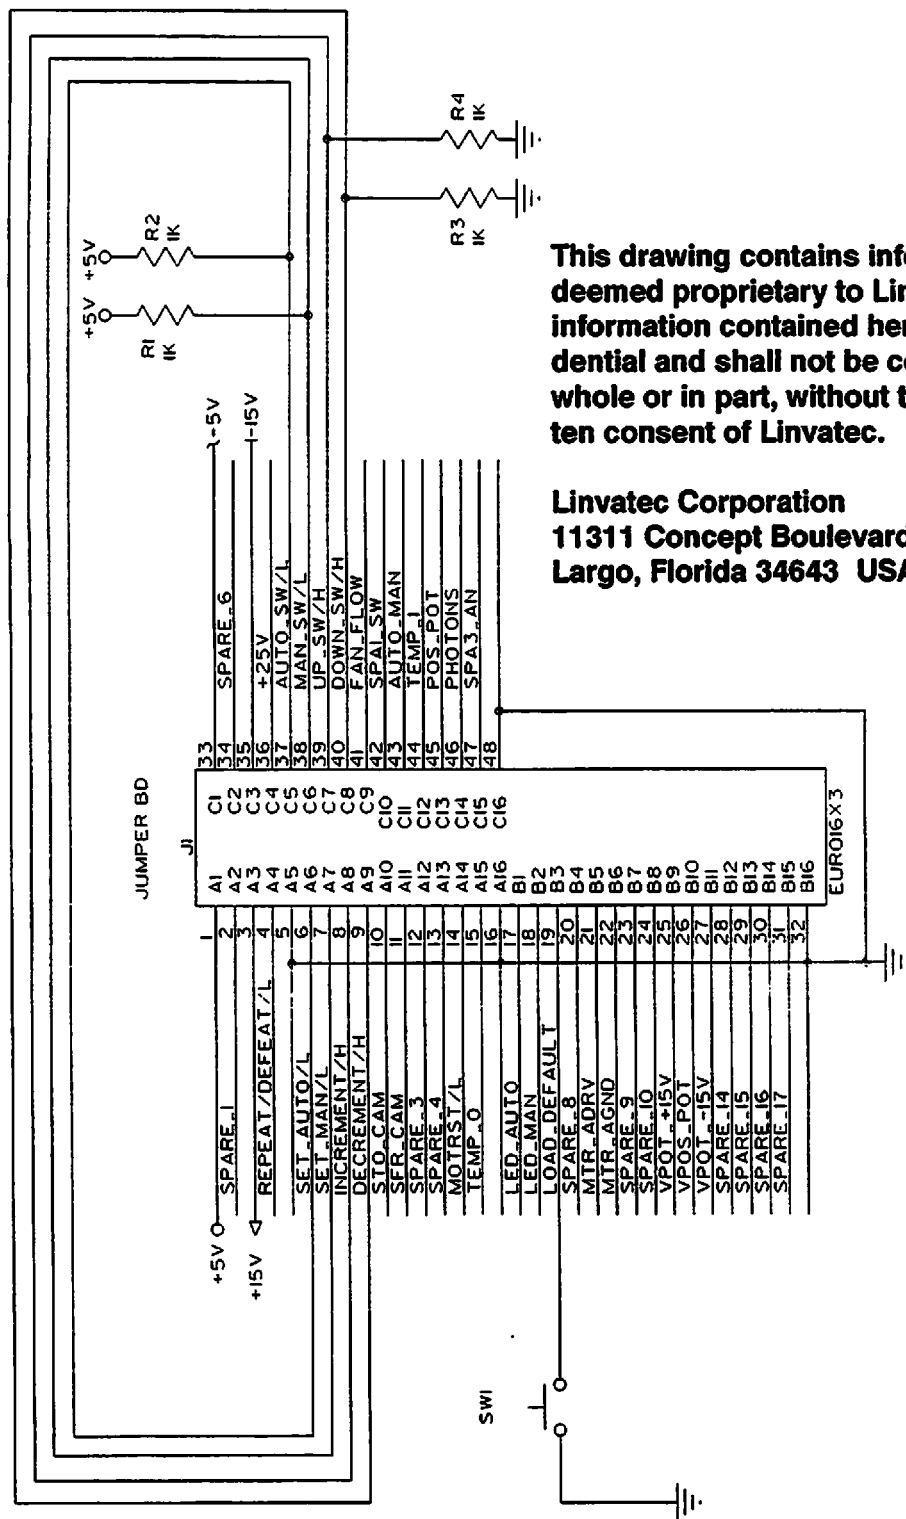 +5V
+5V
R2
1K
R1
1K
R4
1K
R3
1K
This drawing contains inf
deemed proprietary to Lin
information contained her
dential and shall not be c
whole or in part, without t
ten consent of Linvatec.
Linvatec Corporation
11311 Concept Boulevard
Largo, Florida 34643 USA
-5V
SPARE_6
-15V
+25V
AUTO_SW/L
MAN_SW/L
UP_SW/H
DOWN_SW/H
FAN_FLOW
SPA1_SW
AUTO_MAN
TEMP_1
POS_POT
PHOTONS
SPA3_AN
33
34
35
36
37
38
39
40
41
42
43
44
45
46
47
48
JUMPER BD
J1
C1
C2
C3
C4
C5
C6
C7
C8
C9
C10
C11
C12
C13
C14
C15
C16
A1
A2
A3
A4
A5
A6
A7
A8
A9
A10
A11
A12
A13
A14
A15
A16
B1
B2
B3
B4
B5
B6
B7
B8
B9
B10
B11
B12
B13
B14
B15
B16
EURO16X3
1
2
3
4
5
6
7
8
9
10
11
12
13
14
15
16
17
18
19
20
21
22
23
24
25
26
27
28
29
30
31
32
+5V
SPARE_1
+15V
REPEAT/DEFEAT/L
SET_AUTO/L
SET_MAN/L
INCREMENT/H
DECREMENT/H
STO_CAM
SFR_CAM
SPARE_3
SPARE_4
MOTRST/L
TEMP_0
LED_AUTO
LED_MAN
LOAD_DEFAULT
SPARE_8
MTR_ADRV
MTR_AGND
SPARE_9
SPARE_10
VPOT_+15V
VPOS_POT
VPOT_-15V
SPARE_14
SPARE_15
SPARE_16
SPARE_17
SW1